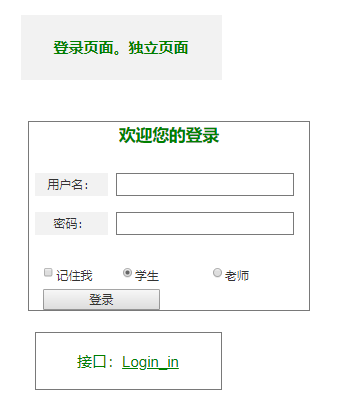 登录页面。独立页面
欢迎您的登录
用户名：
密码：
记住我 学生 老师
登录
接口：Login_in